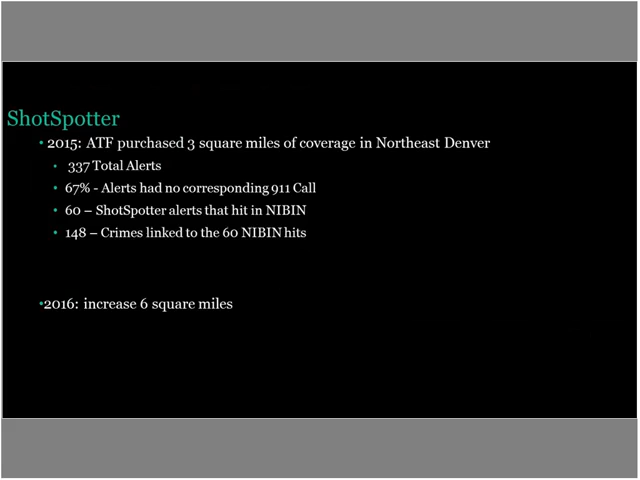 ShotSpotter
• 2015: ATF purchased 3 square miles of coverage in Northeast Denver
• 337 Total Alerts
• 67% - Alerts had no corresponding 911 Call
• 60 – ShotSpotter alerts that hit in NIBIN
• 148 – Crimes linked to the 60 NIBIN hits
•2016: increase 6 square miles